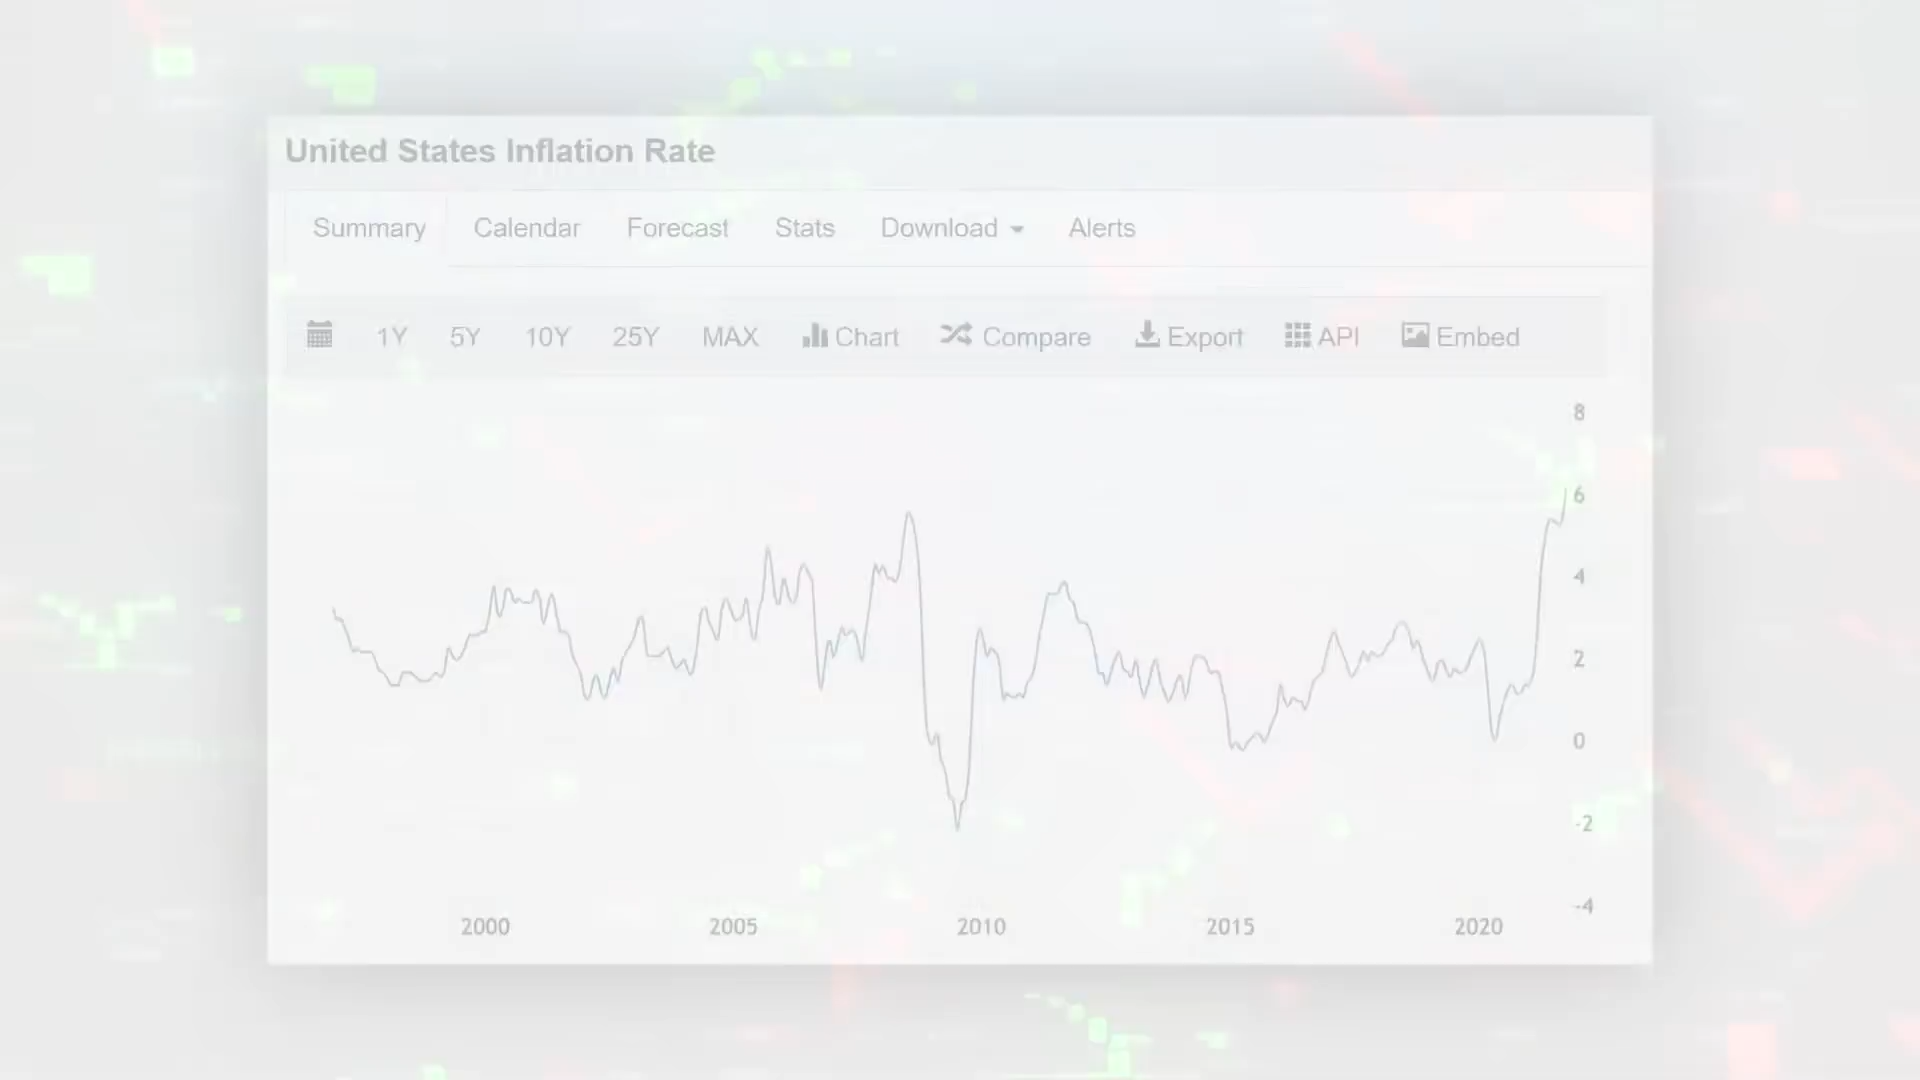 United States Inflation Rate
Summary Calendar Forecast Stats Download Alerts
1Y 5Y 10Y 25Y MAX Chart Compare Export API Embed
8
6
4
2
0
-2
-4
2000 2005 2010 2015 2020